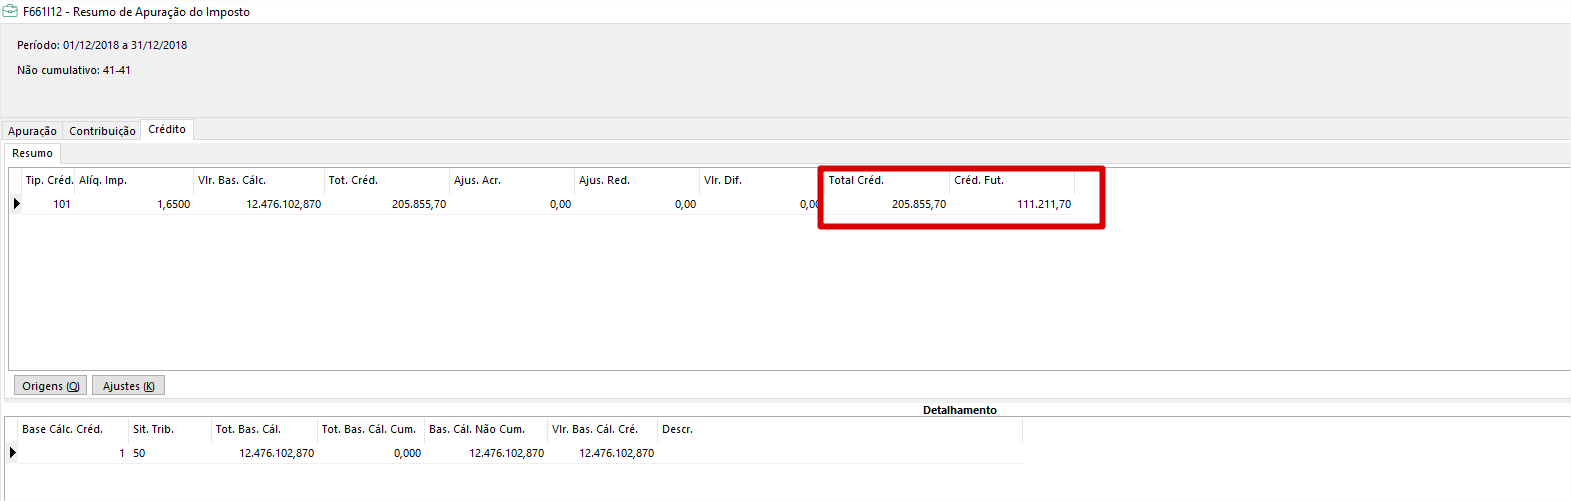 F661I12 - Resumo de Apuração do Imposto
Período: 01/12/2018 a 31/12/2018
Não cumulativo: 41-41
Apuração Contribuição Crédito
Resumo
Tip. Créd. Alíq. Imp. Vlr. Bas. Cálc. Tot. Créd. Ajus. Acr. Ajus. Red. Vlr. Dif. Total Créd. Créd. Fut.
101 1,6500 12.476.102,870 205.855,70 0,00 0,00 0,00 205.855,70 111.211,70
Origens (O) Ajustes (K)
Detalhamento
Base Cálc. Créd. Sit. Trib. Tot. Bas. Cál. Tot. Bas. Cál. Cum. Bas. Cál. Não Cum. Vlr. Bas. Cál. Cré. Descr.
1 50 12.476.102,870 0,000 12.476.102,870 12.476.102,870